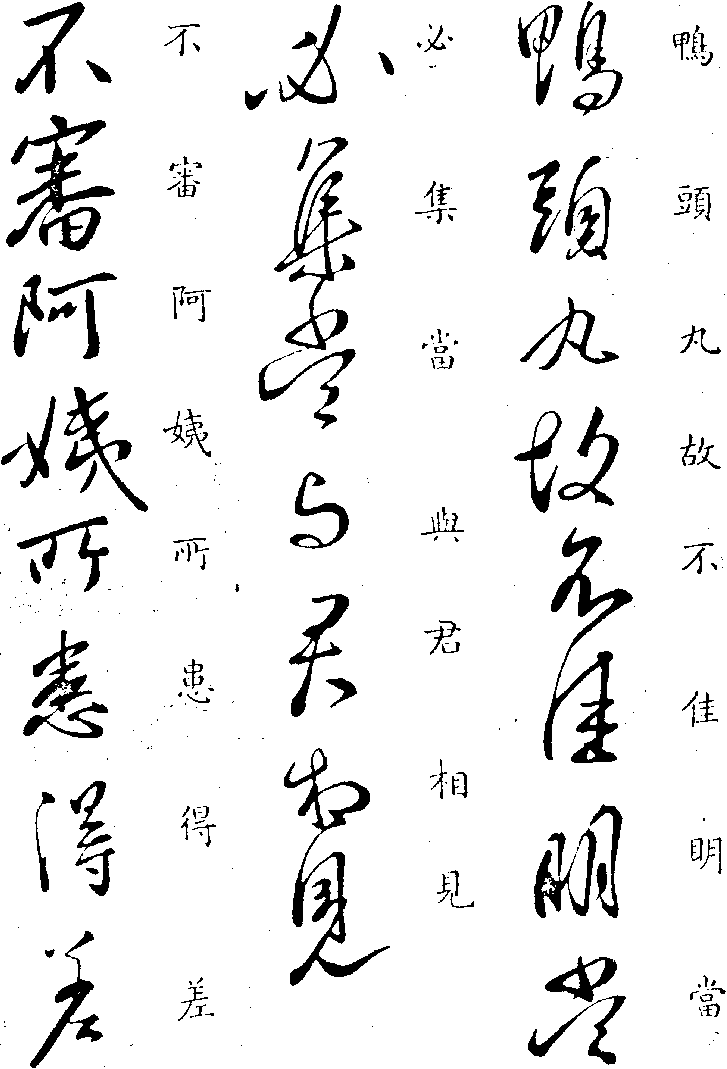 鴨頭丸故不佳明當
鴨頭丸故不佳明當
必集當與君相見
必集當与君相見
不審阿姨所患得差
不審阿姨所患得差